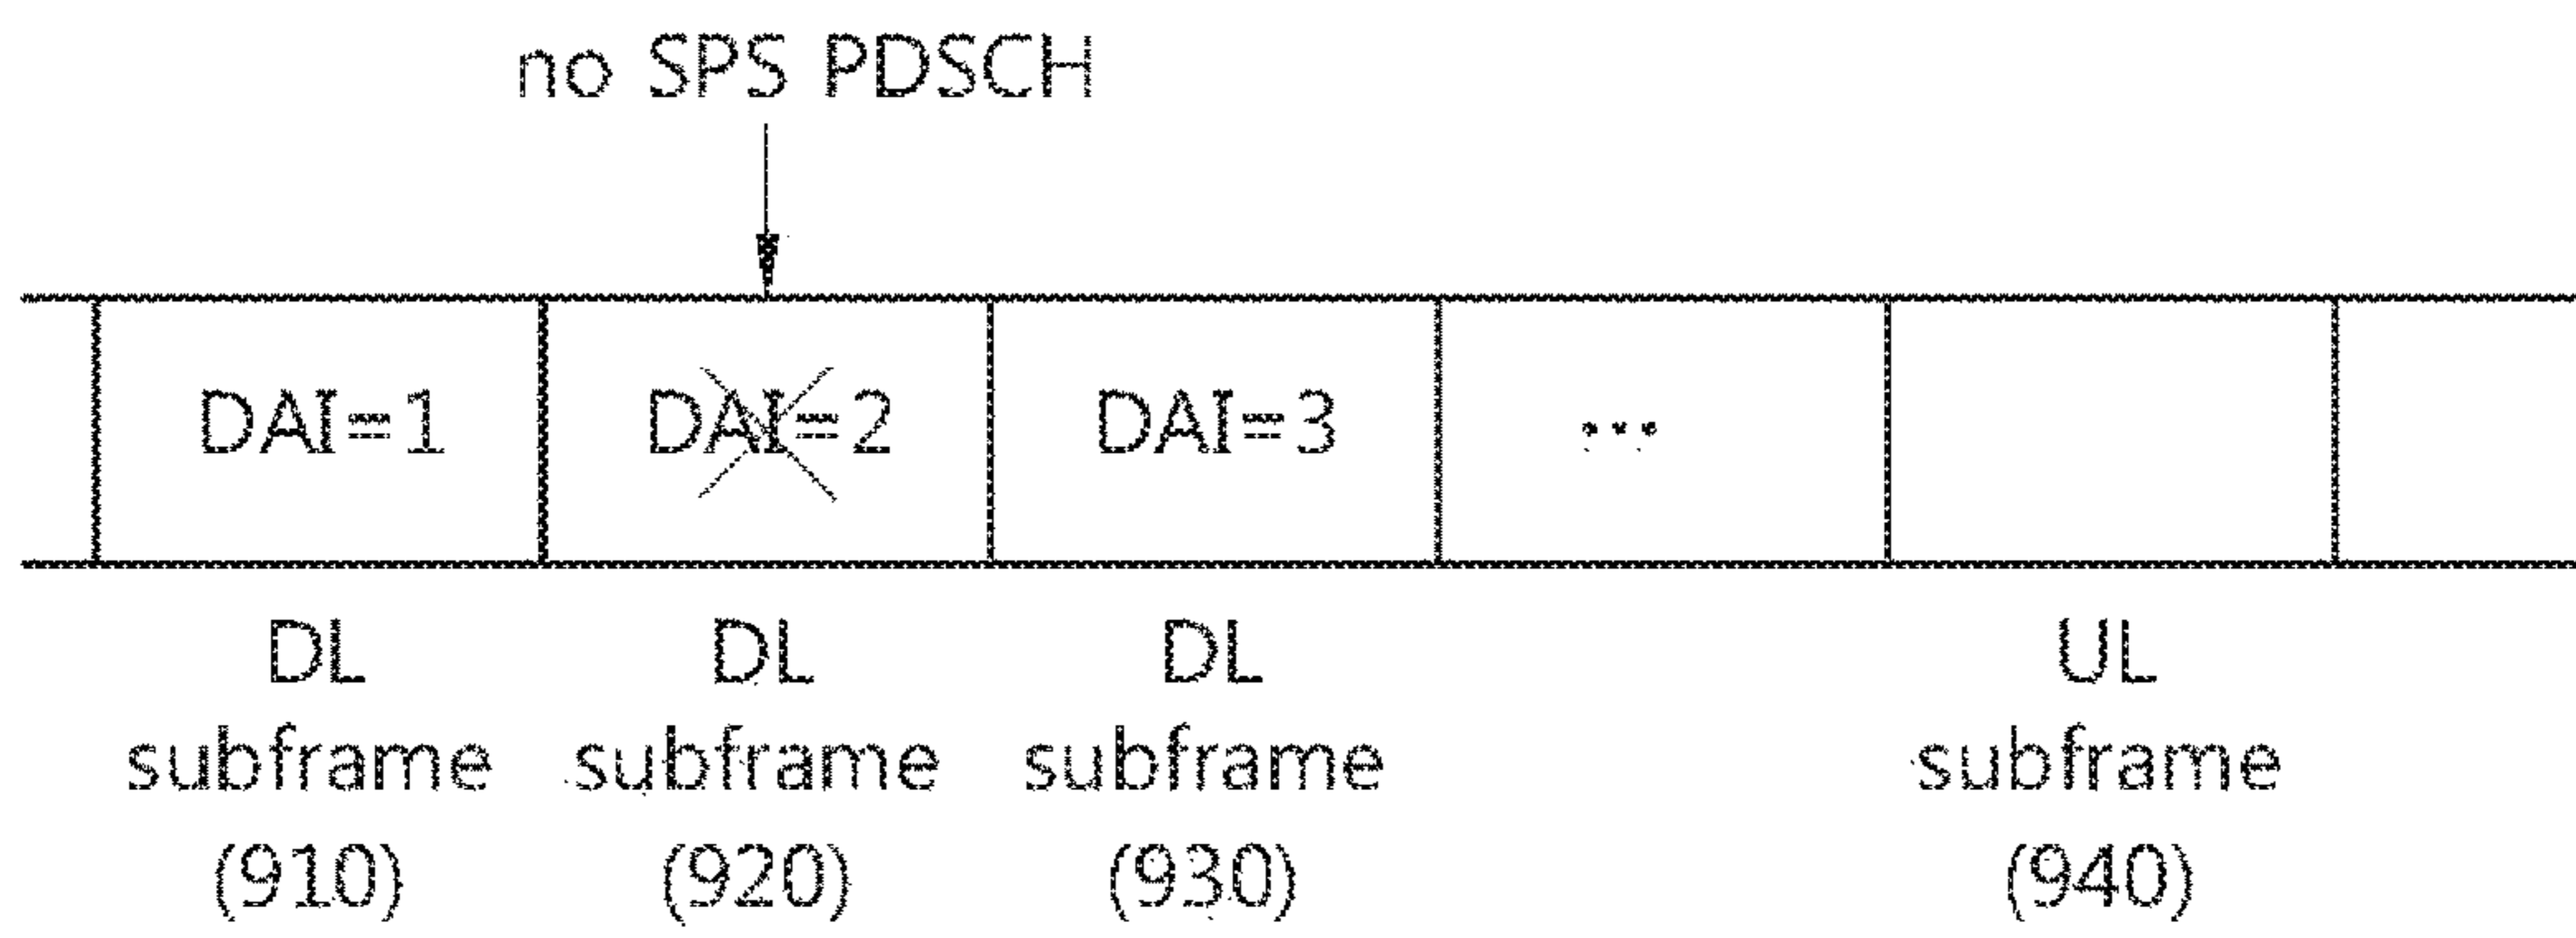 no SPS PDSCH
DAI=1 DAI=2 DAI=3 ...
DL DL DL UL
subframe subframe subframe subframe
(910) (920) (930) (940)